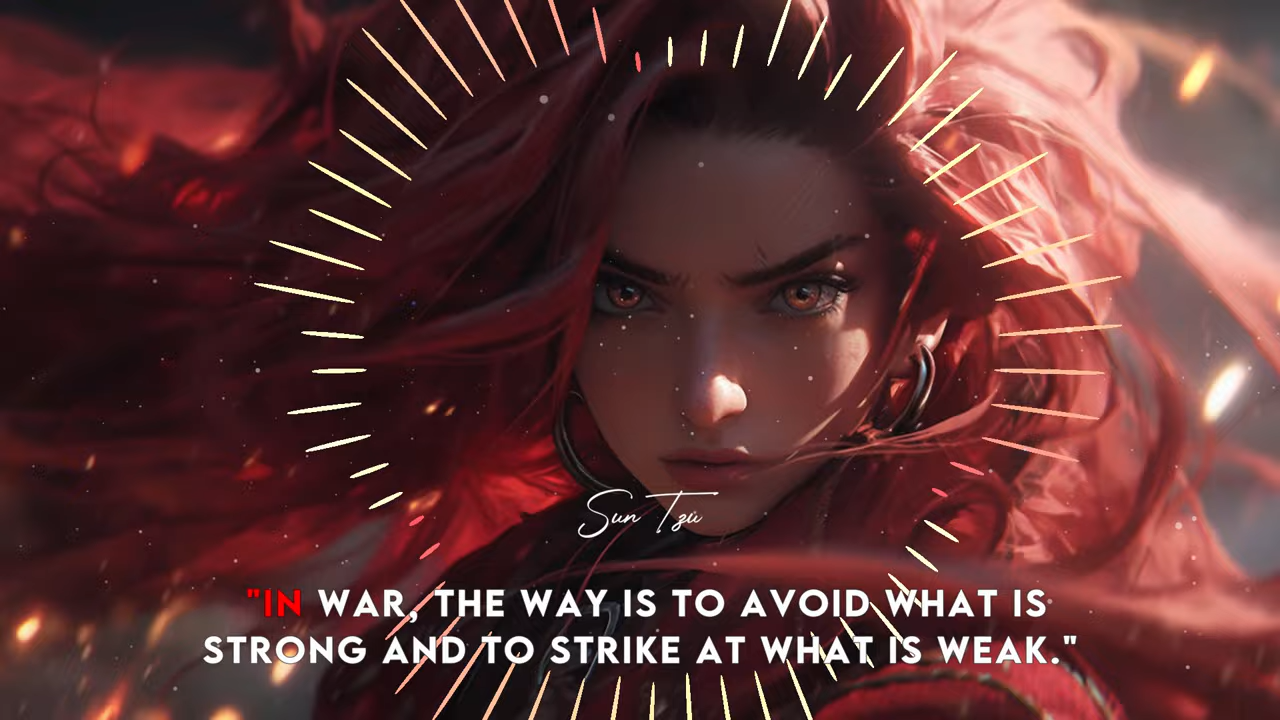 Sun Tzu
"IN WAR, THE WAY IS TO AVOID WHAT IS
STRONG AND TO STRIKE AT WHAT IS WEAK."